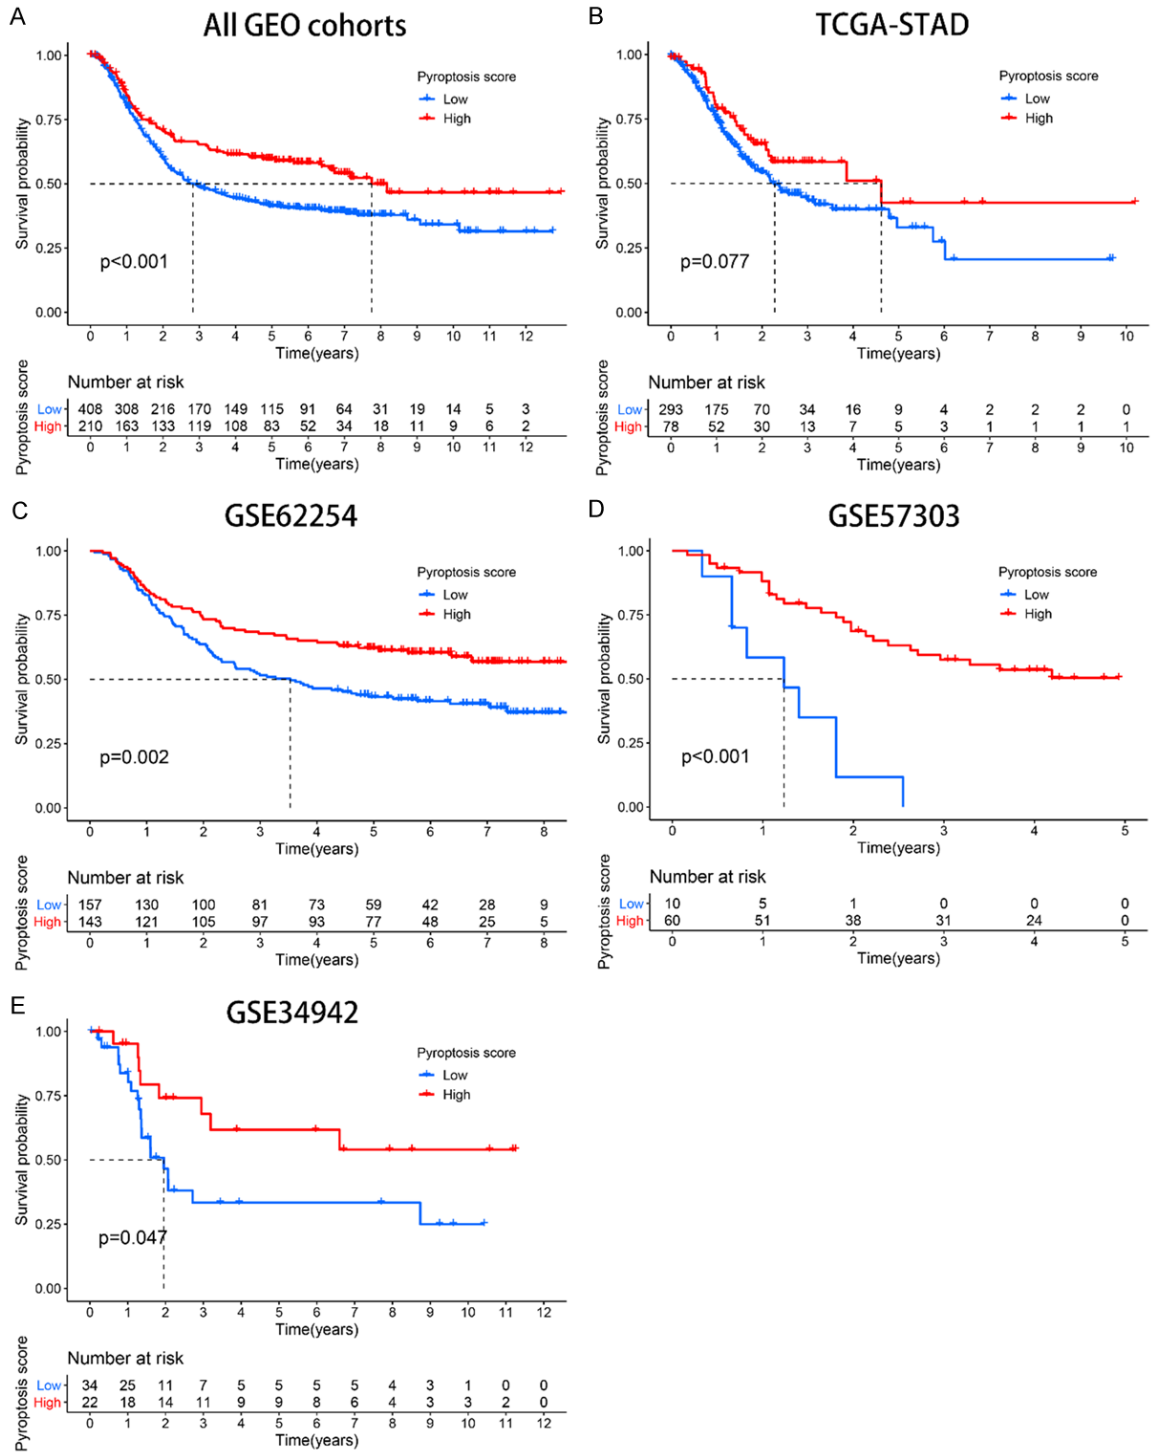 A
All GEO cohorts
Survival probability
1.00
0.75
0.50
0.25
0.00
Pyroptosis score
Low
High
p<0.001
0 1 2 3 4 5 6 7 8 9 10 11 12
Time(years)
Number at risk
Pyroptosis score
Low 408 308 216 170 149 115 91 64 31 19 14 5 3
High 210 163 133 119 108 83 52 34 18 11 9 6 2
0 1 2 3 4 5 6 7 8 9 10 11 12
Time(years)
B
TCGA-STAD
Survival probability
1.00
0.75
0.50
0.25
0.00
Pyroptosis score
Low
High
p=0.077
0 1 2 3 4 5 6 7 8 9 10
Time(years)
Number at risk
Pyroptosis score
Low 293 175 70 34 16 9 4 2 2 2 0
High 78 52 30 13 7 5 3 1 1 1 1
0 1 2 3 4 5 6 7 8 9 10
Time(years)
C
GSE62254
Survival probability
1.00
0.75
0.50
0.25
0.00
Pyroptosis score
Low
High
p=0.002
0 1 2 3 4 5 6 7 8
Time(years)
Number at risk
Pyroptosis score
Low 157 130 100 81 73 59 42 28 9
High 143 121 105 97 93 77 48 25 5
0 1 2 3 4 5 6 7 8
Time(years)
D
GSE57303
Survival probability
1.00
0.75
0.50
0.25
0.00
Pyroptosis score
Low
High
p<0.001
0 1 2 3 4 5
Time(years)
Number at risk
Pyroptosis score
Low 10 5 1 0 0 0
High 60 51 38 31 24 0
0 1 2 3 4 5
Time(years)
E
GSE34942
Survival probability
1.00
0.75
0.50
0.25
0.00
Pyroptosis score
Low
High
p=0.047
0 1 2 3 4 5 6 7 8 9 10 11 12
Time(years)
Number at risk
Pyroptosis score
Low 34 25 11 7 5 5 5 5 4 3 1 0 0
High 22 18 14 11 9 9 8 6 4 3 3 2 0
0 1 2 3 4 5 6 7 8 9 10 11 12
Time(years)